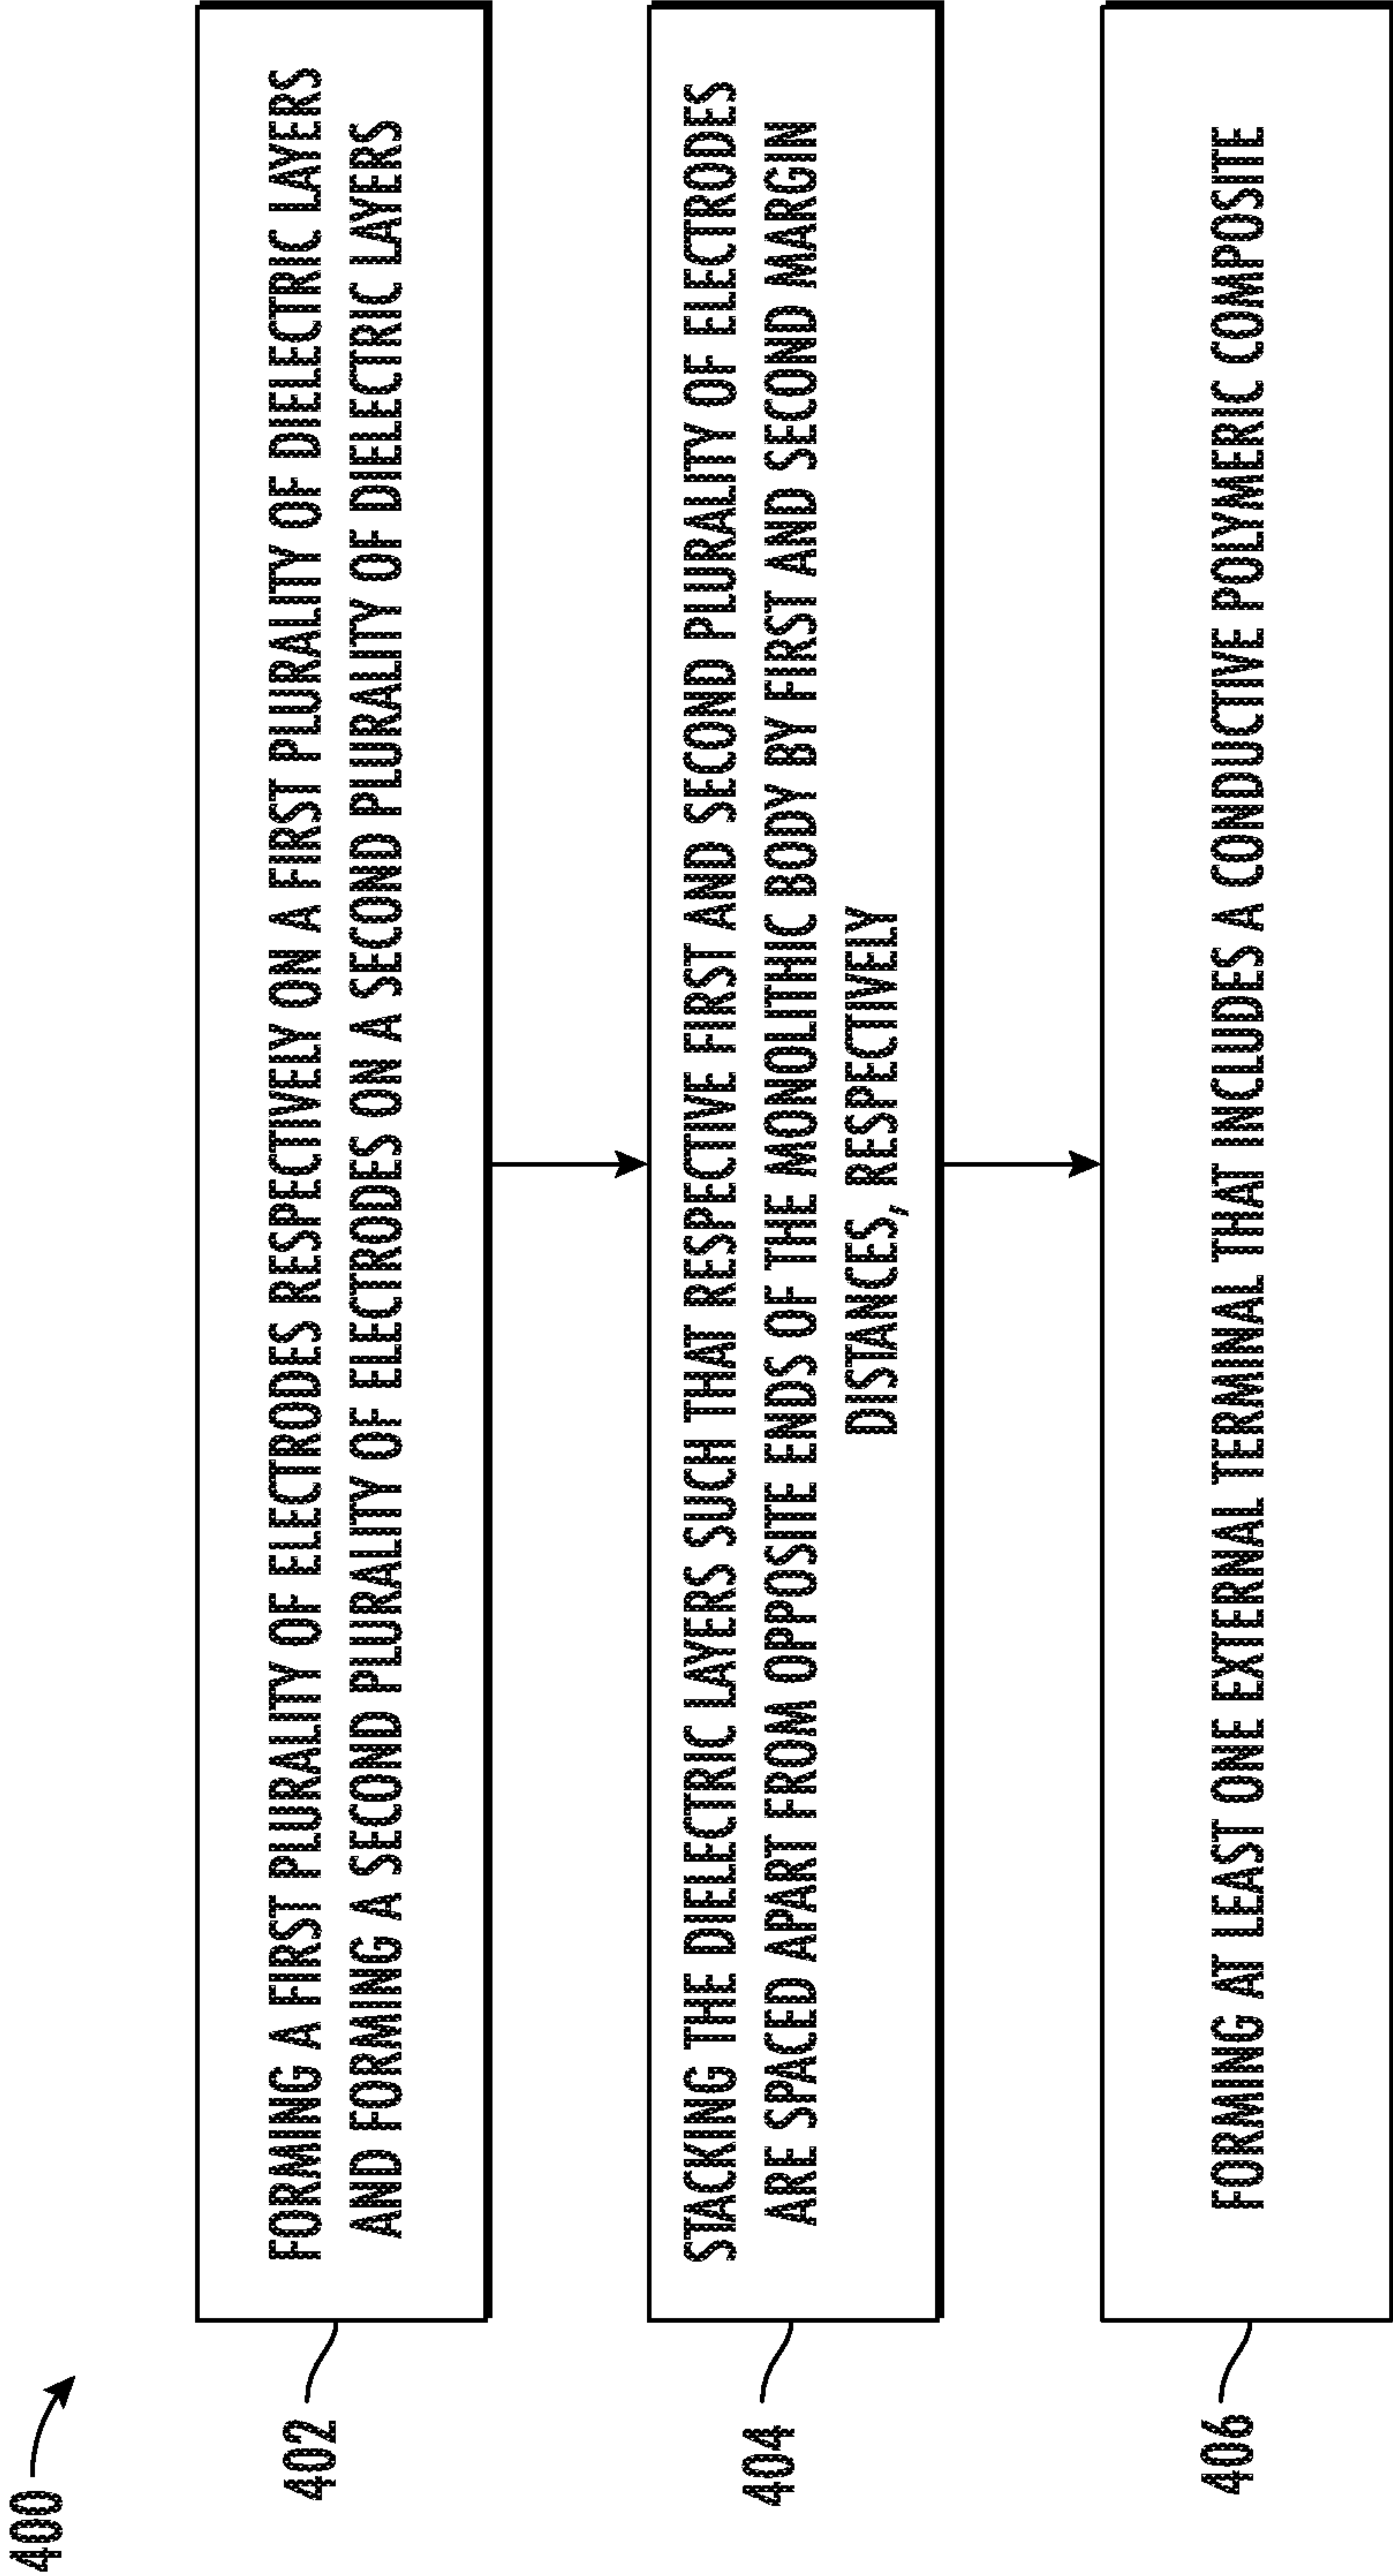 400
402
FORMING A FIRST PLURALITY OF ELECTRODES RESPECTIVELY ON A FIRST PLURALITY OF DIELECTRIC LAYERS
AND FORMING A SECOND PLURALITY OF ELECTRODES ON A SECOND PLURALITY OF DIELECTRIC LAYERS
404
STACKING THE DIELECTRIC LAYERS SUCH THAT RESPECTIVE FIRST AND SECOND PLURALITY OF ELECTRODES
ARE SPACED APART FROM OPPOSITE ENDS OF THE MONOLITHIC BODY BY FIRST AND SECOND MARGIN
DISTANCES, RESPECTIVELY
406
FORMING AT LEAST ONE EXTERNAL TERMINAL THAT INCLUDES A CONDUCTIVE POLYMERIC COMPOSITE